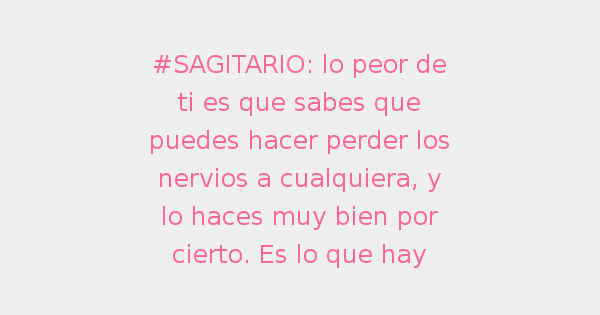 #SAGITARIO: lo peor de
ti es que sabes que
puedes hacer perder los
nervios a cualquiera, y
lo haces muy bien por
cierto. Es lo que hay